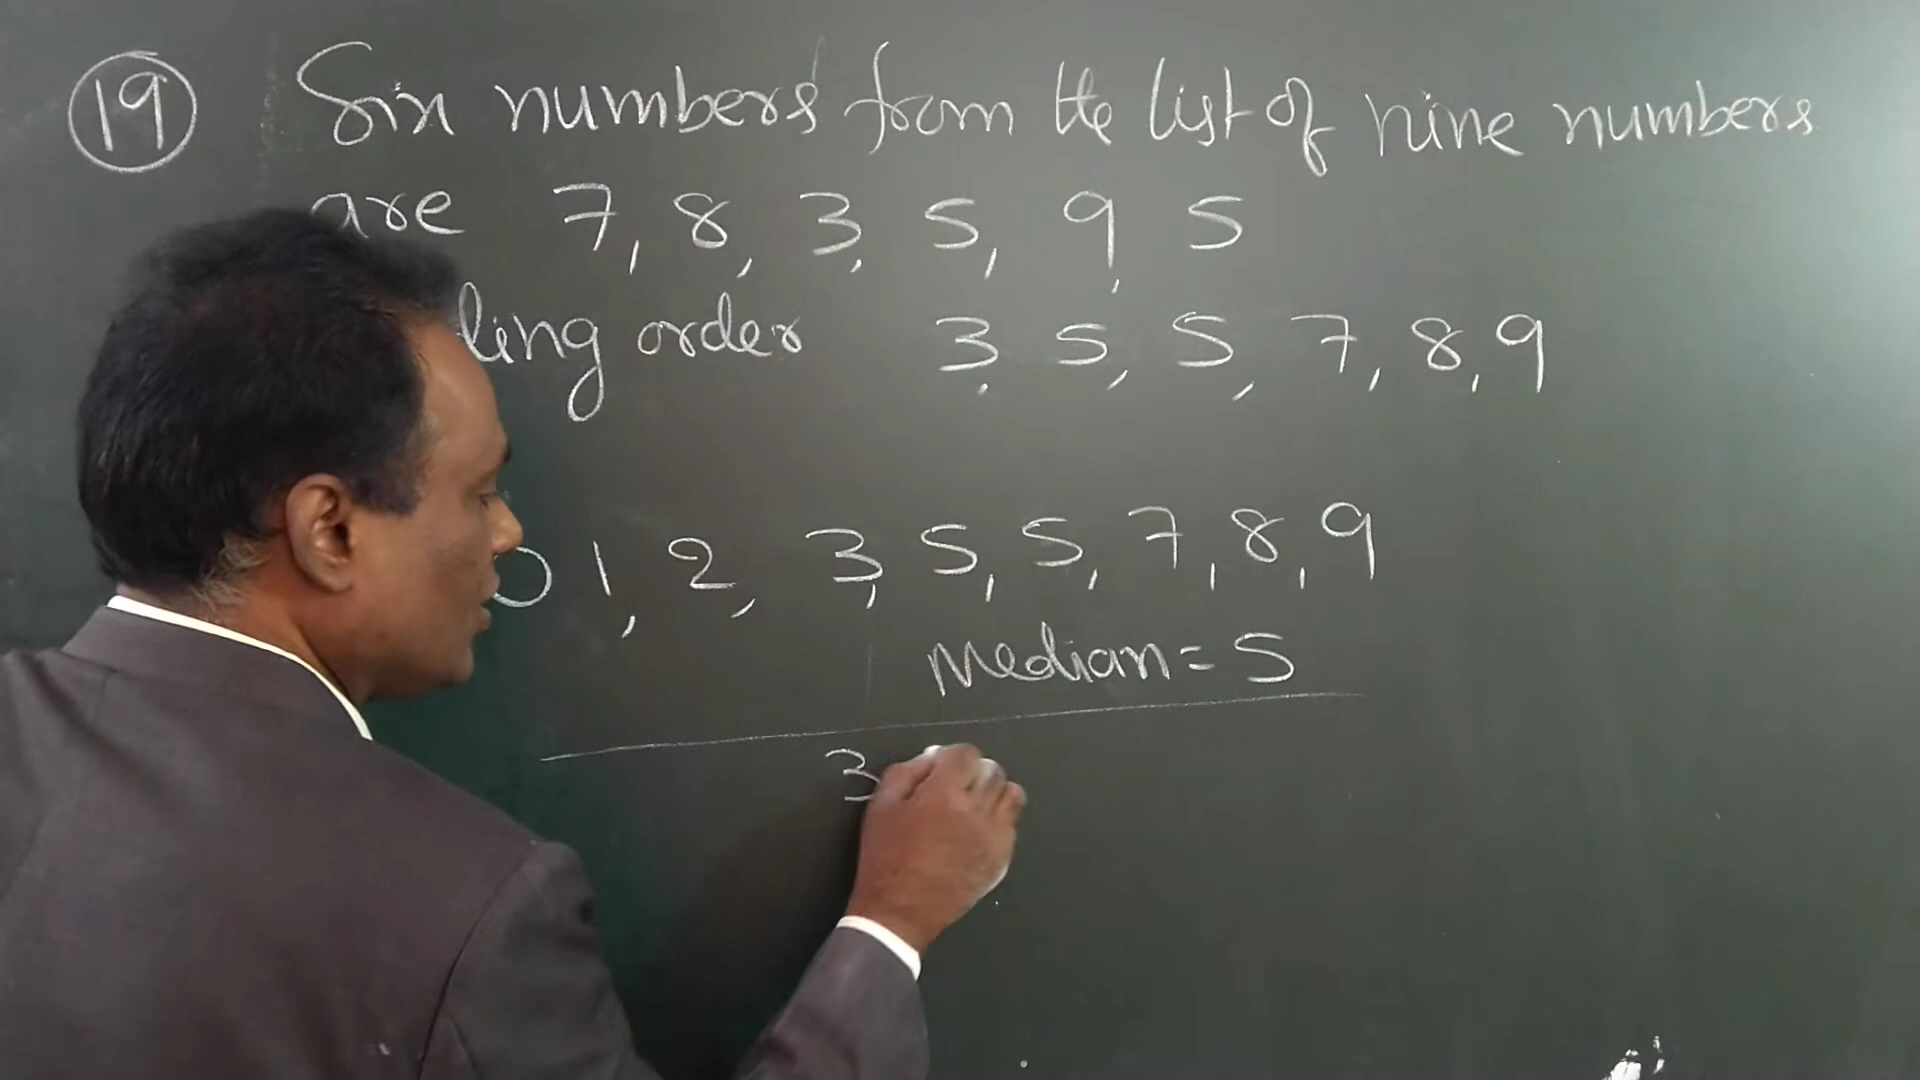 19 Six numbers from the list of nine numbers
are 7, 8, 3, 5, 9, 5
order 3, 5, 5, 7, 8, 9
0 1, 2, 3, 5, 5, 7, 8, 9
Median = 5
3